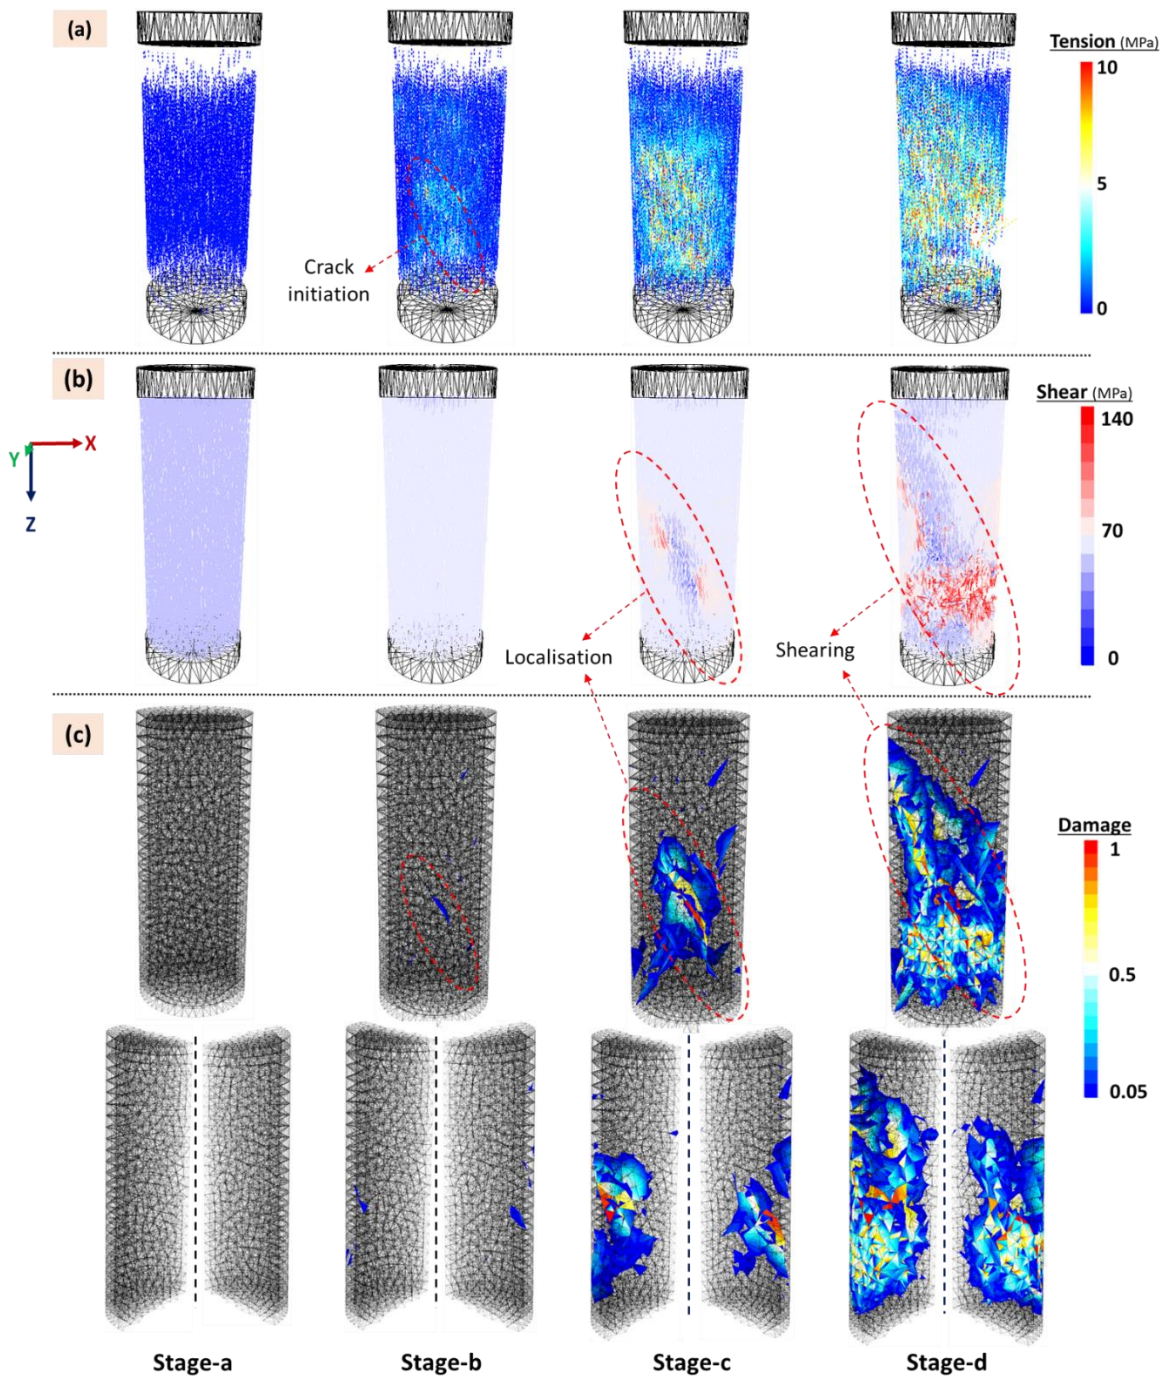 (a)
Tension (MPa)
10
5
0
Crack
initiation
(b)
Shear (MPa)
140
70
0
X
Y
Z
Localisation
Shearing
(c)
Damage
1
0.5
0.05
Stage-a
Stage-b
Stage-c
Stage-d